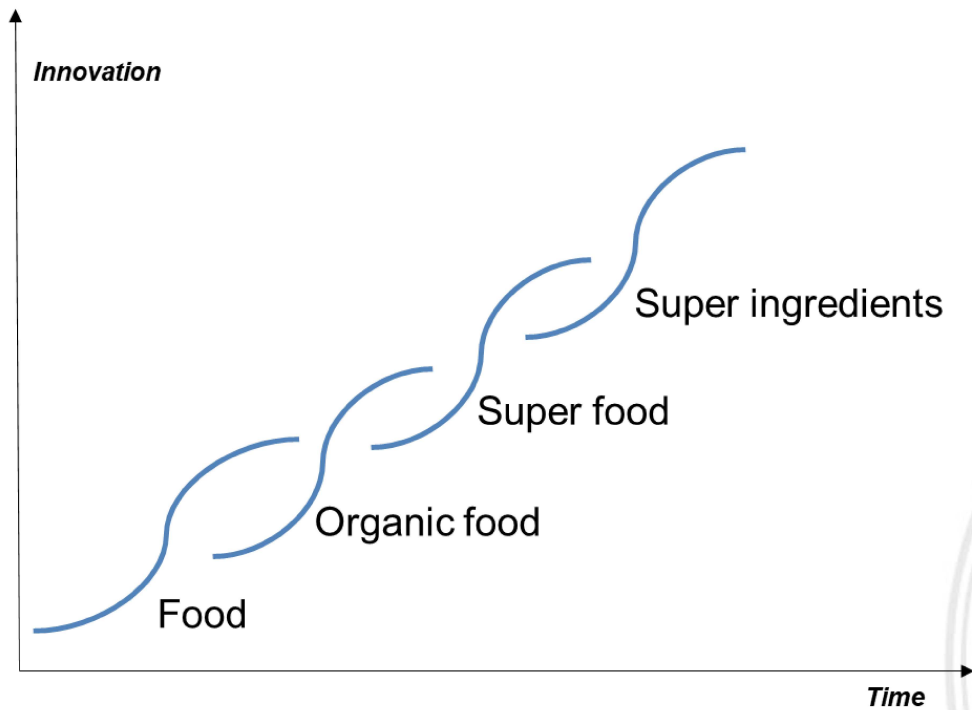 Innovation
Super ingredients
Super food
Organic food
Food
Time